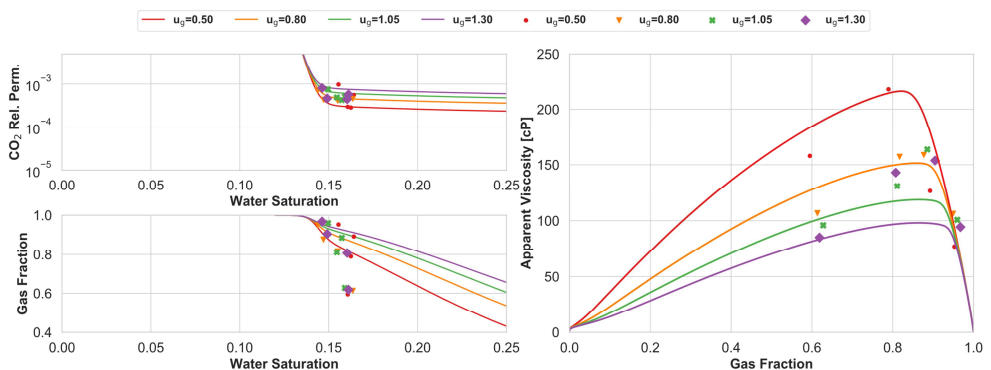 u_g=0.50 u_g=0.80 u_g=1.05 u_g=1.30 u_g=0.50 u_g=0.80 u_g=1.05 u_g=1.30
CO₂ Rel. Perm.
10⁻³
10⁻⁴
10⁻⁵
0.00 0.05 0.10 0.15 0.20 0.25
Water Saturation
Gas Fraction
1.0
0.8
0.6
0.4
0.00 0.05 0.10 0.15 0.20 0.25
Water Saturation
Apparent Viscosity [cP]
250
200
150
100
50
0
0.0 0.2 0.4 0.6 0.8 1.0
Gas Fraction